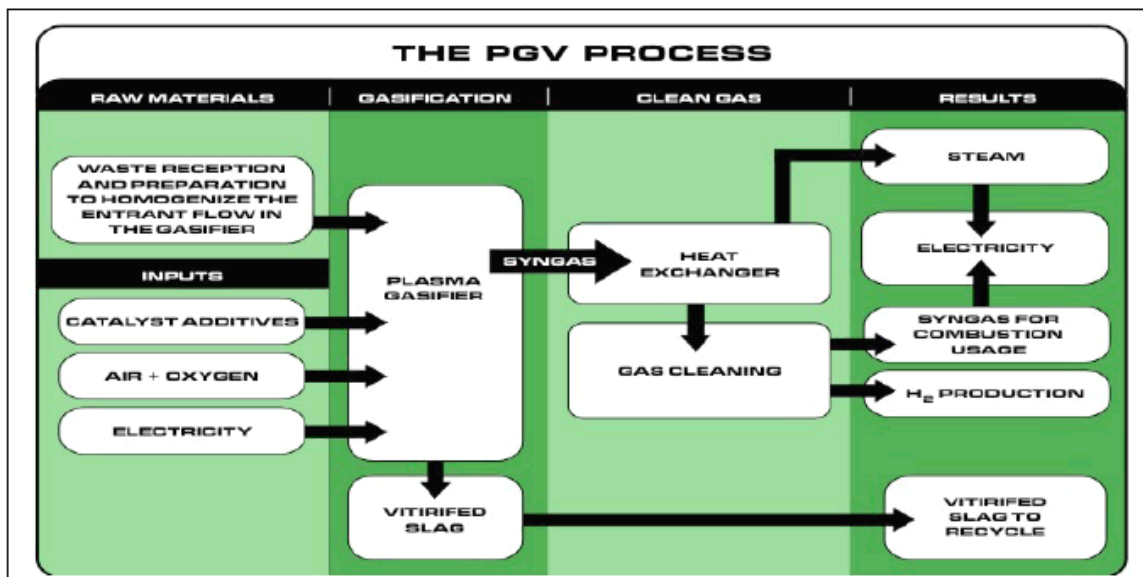 THE PGV PROCESS
RAW MATERIALS
GASIFICATION
CLEAN GAS
RESULTS
WASTE RECEPTION
AND PREPARATION
TO HOMOGENIZE THE
ENTRANT FLOW IN
THE GASIFIER
INPUTS
CATALYST ADDITIVES
AIR + OXYGEN
ELECTRICITY
PLASMA
GASIFIER
VITIRIFED
SLAG
SYNGAS
HEAT
EXCHANGER
GAS CLEANING
STEAM
ELECTRICITY
SYNGAS FOR
COMBUSTION
USAGE
H₂ PRODUCTION
VITIRIFED
SLAG TO
RECYCLE